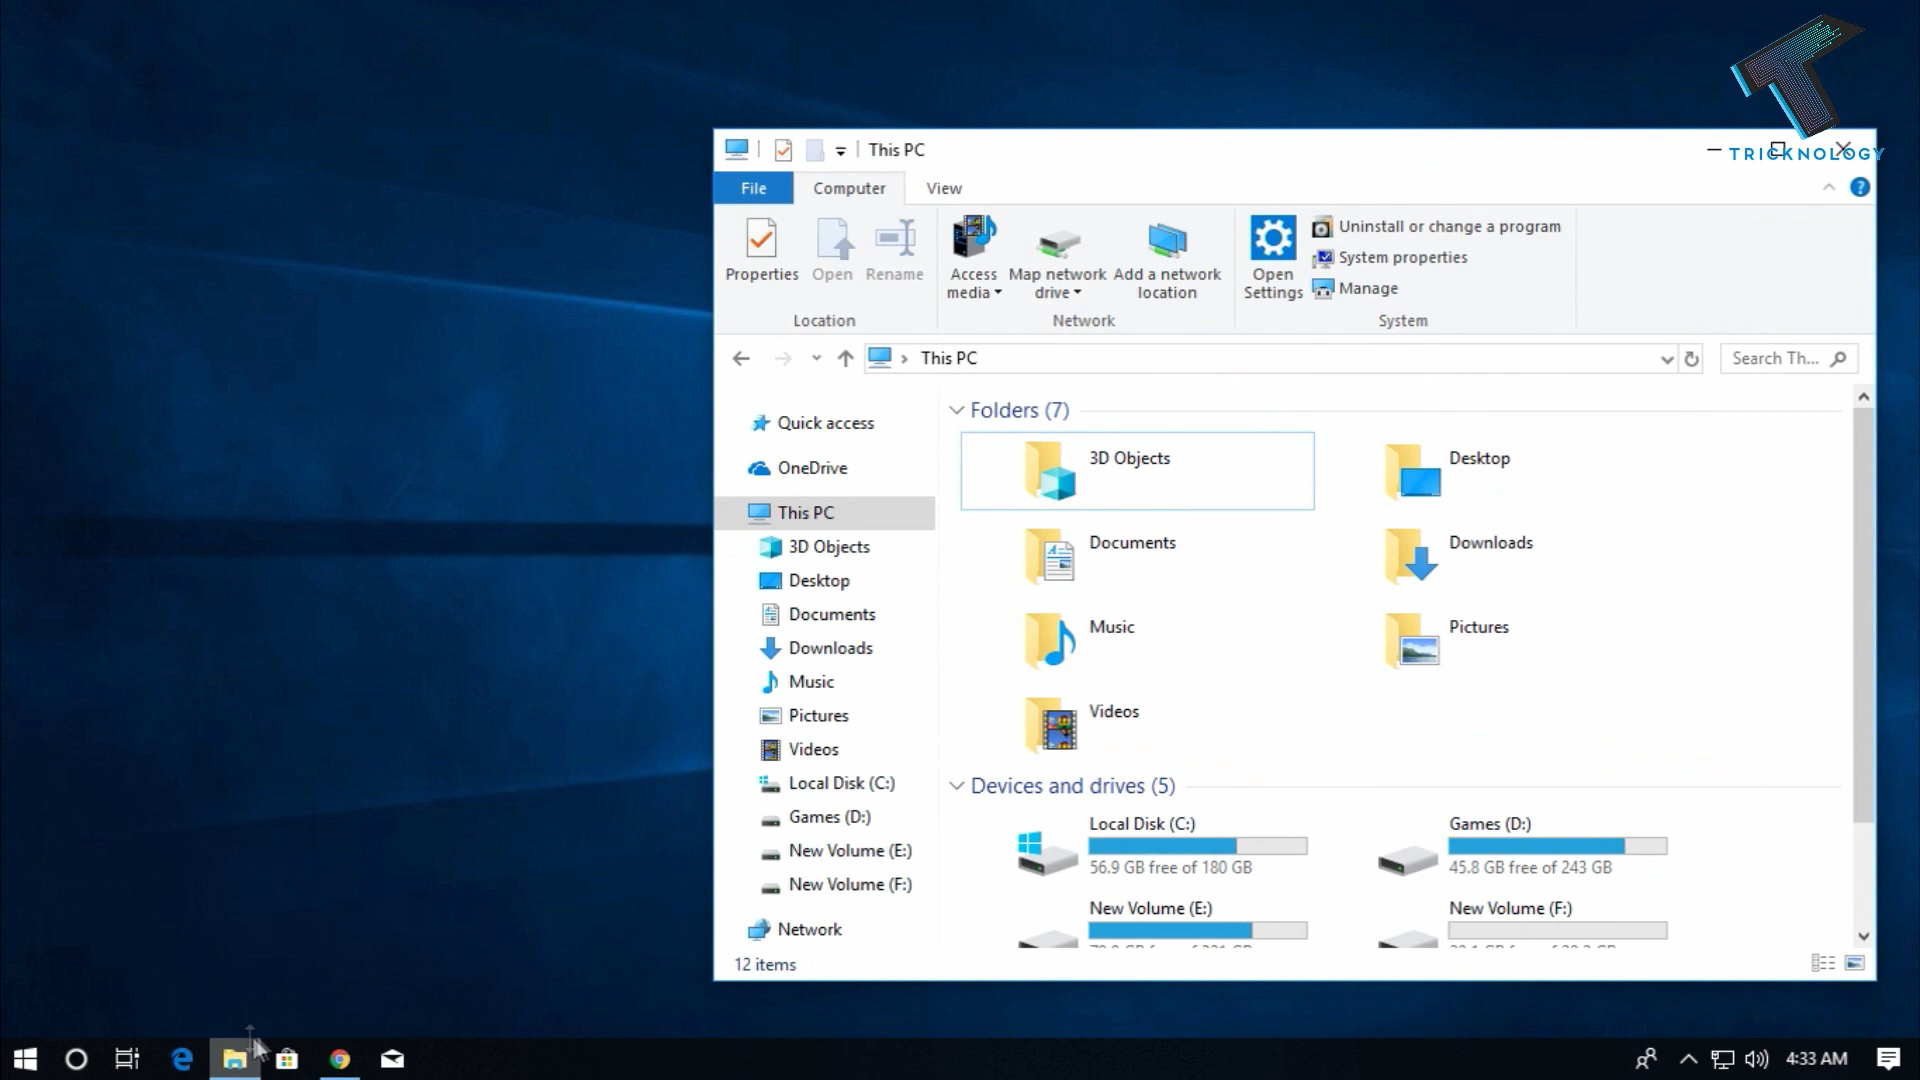 TRICKNOLOGY
This PC
File
Computer
View
Properties
Open
Rename
Location
Access media
Map network drive
Add a network location
Network
Open Settings
Uninstall or change a program
System properties
Manage
System
This PC
Search Th...
Quick access
OneDrive
This PC
3D Objects
Desktop
Documents
Downloads
Music
Pictures
Videos
Local Disk (C:)
Games (D:)
New Volume (E:)
New Volume (F:)
Network
Folders (7)
3D Objects
Desktop
Documents
Downloads
Music
Pictures
Videos
Devices and drives (5)
Local Disk (C:)
56.9 GB free of 180 GB
Games (D:)
45.8 GB free of 243 GB
New Volume (E:)
New Volume (F:)
12 items
4:33 AM